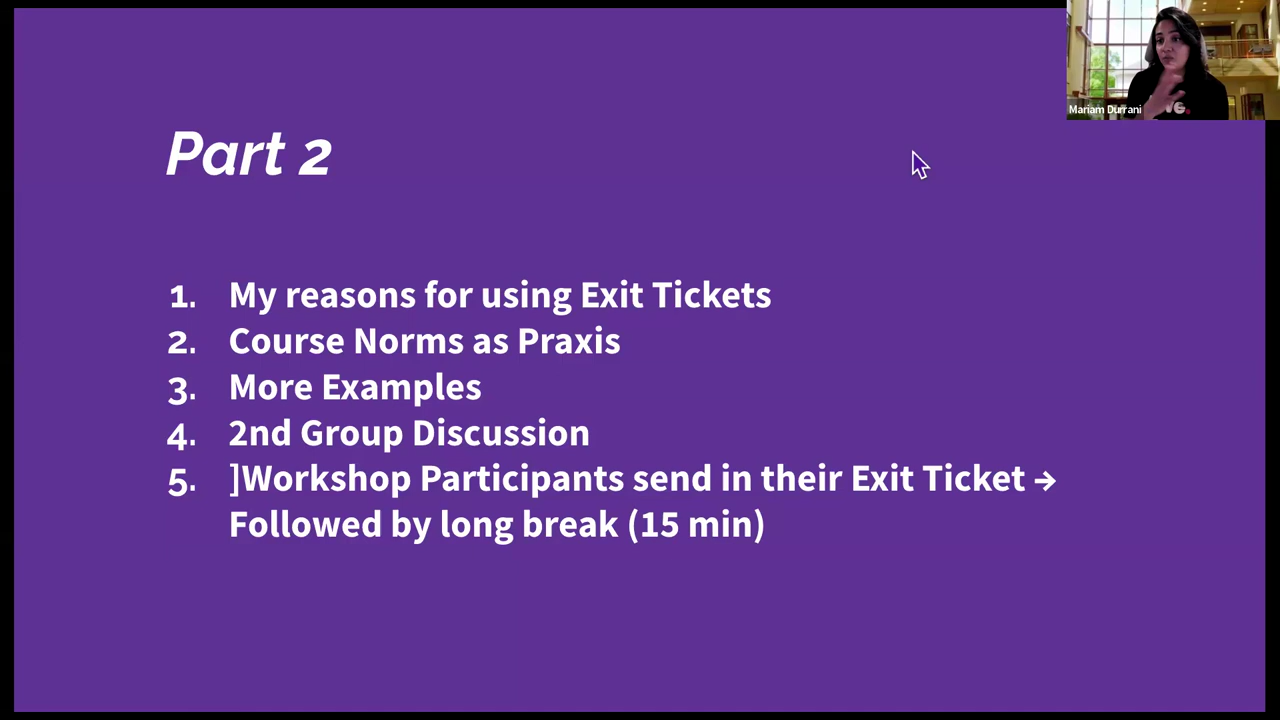 Mariam Durrani
Part 2
1. My reasons for using Exit Tickets
2. Course Norms as Praxis
3. More Examples
4. 2nd Group Discussion
5. ]Workshop Participants send in their Exit Ticket →
Followed by long break (15 min)